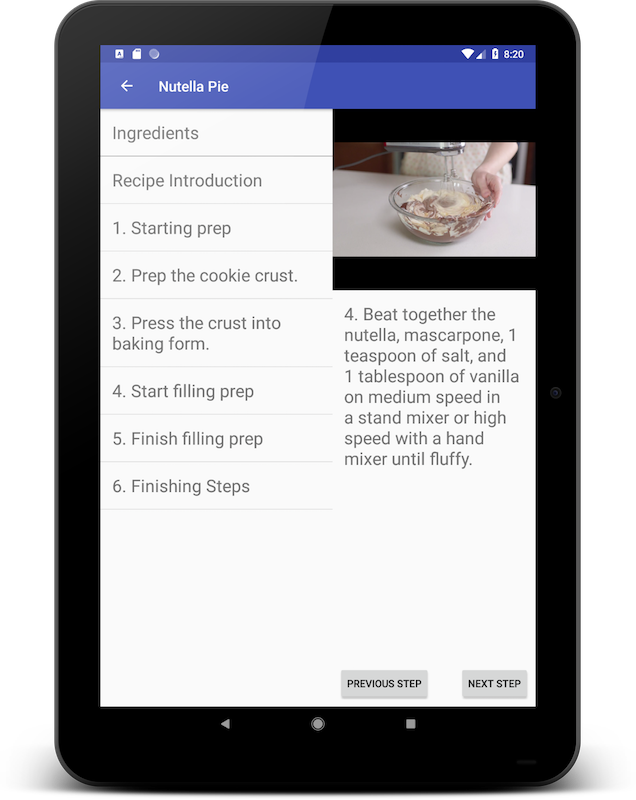 8:20
Nutella Pie
Ingredients
Recipe Introduction
1. Starting prep
2. Prep the cookie crust.
3. Press the crust into
baking form.
4. Start filling prep
5. Finish filling prep
6. Finishing Steps
4. Beat together the
nutella, mascarpone, 1
teaspoon of salt, and
1 tablespoon of vanilla
on medium speed in
a stand mixer or high
speed with a hand
mixer until fluffy.
PREVIOUS STEP
NEXT STEP